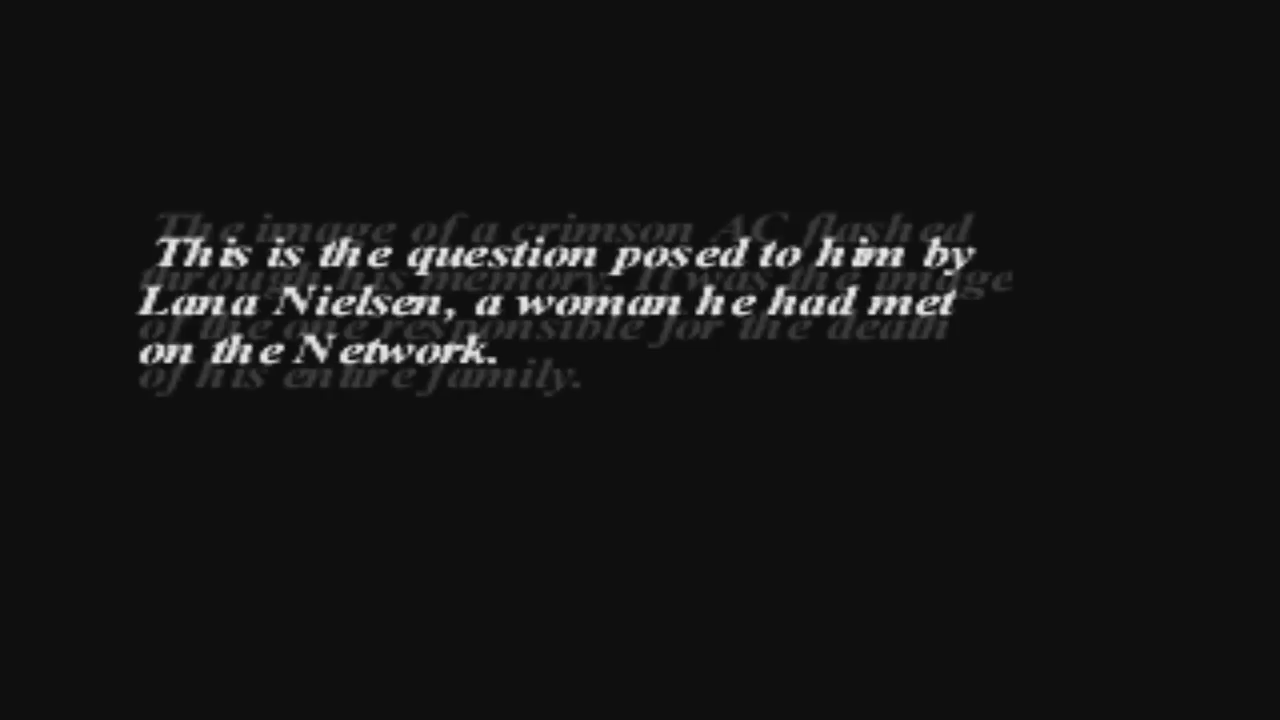 The image of a crimson AC flashed
This is the question posed to him by
through his memory. It was the image
Lana Nielsen, a woman he had met
of the one responsible for the death
on the Network.
of his entire family.